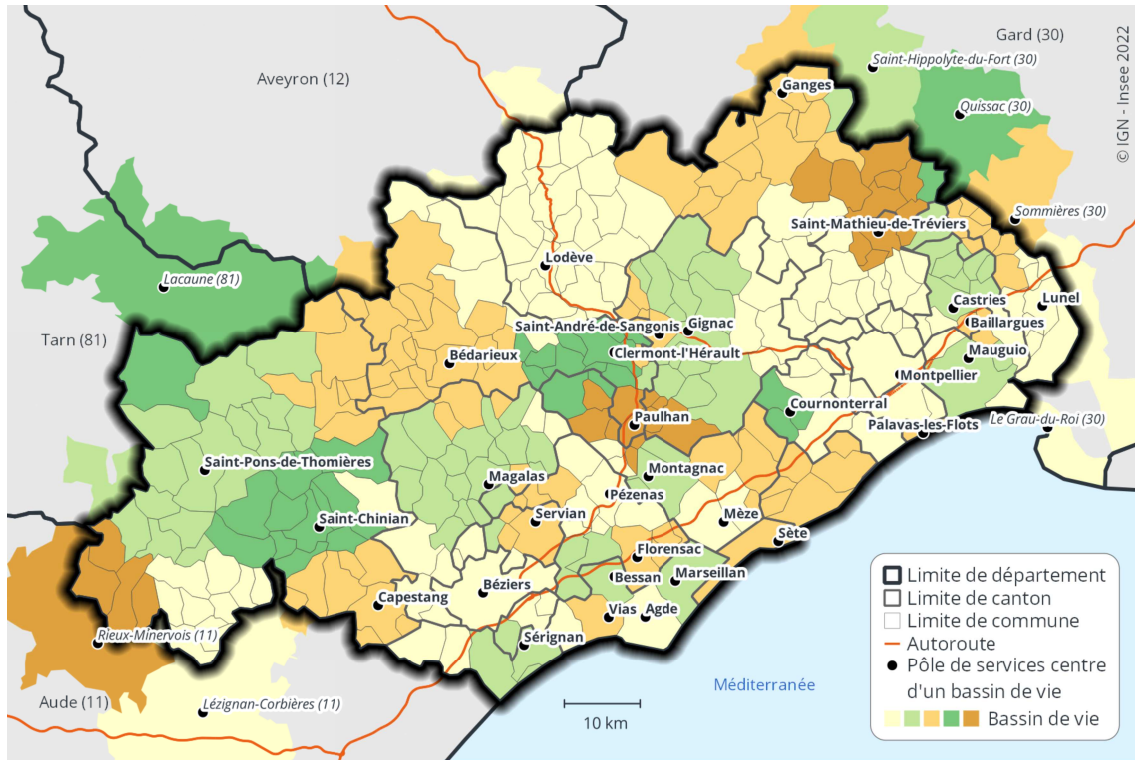 Gard (30)
© IGN - Insee 2022
Saint-Hippolyte-du-Fort (30)
Aveyron (12)
Ganges
Quissac (30)
Sommières (30)
Saint-Mathieu-de-Tréviers
Lodève
Lacaune (81)
Castries
Lunel
Saint-André-de-Sangonis
Gignac
Baillargues
Tarn (81)
Bédarieux
Clermont-l'Hérault
Mauguio
Montpellier
Cournonterral
Paulhan
Palavas-les-Flots
Le Grau-du-Roi (30)
Saint-Pons-de-Thomières
Magalas
Montagnac
Pézenas
Saint-Chinian
Servian
Mèze
Sète
Florensac
Bessan
Marseillan
Béziers
Capestang
Vias
Agde
Sérignan
Rieux-Minervois (11)
Aude (11)
Lézignan-Corbières (11)
Méditerranée
10 km
Limite de département
Limite de canton
Limite de commune
Autoroute
Pôle de services centre
d'un bassin de vie
Bassin de vie